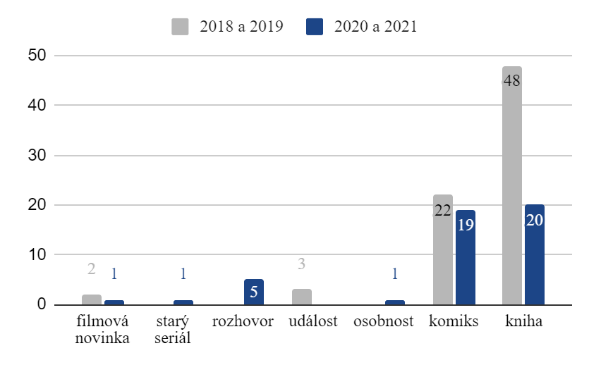 2018 a 2019 2020 a 2021
50
40
30
20
10
0
2 1 1 5 3 1 22 19 48 20
filmová starý rozhovor událost osobnost komiks kniha
novinka seriál